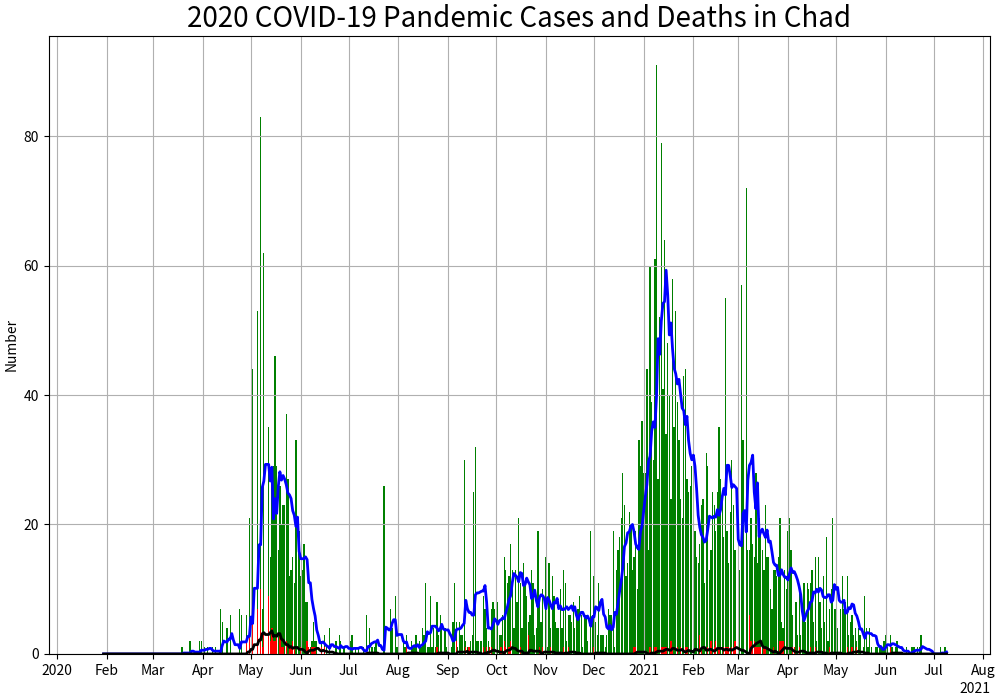 2020 COVID-19 Pandemic Cases and Deaths in Chad
Number
80
60
40
20
0
2020 Feb Mar Apr May Jun Jul Aug Sep Oct Nov Dec 2021 Feb Mar Apr May Jun Jul Aug
2021